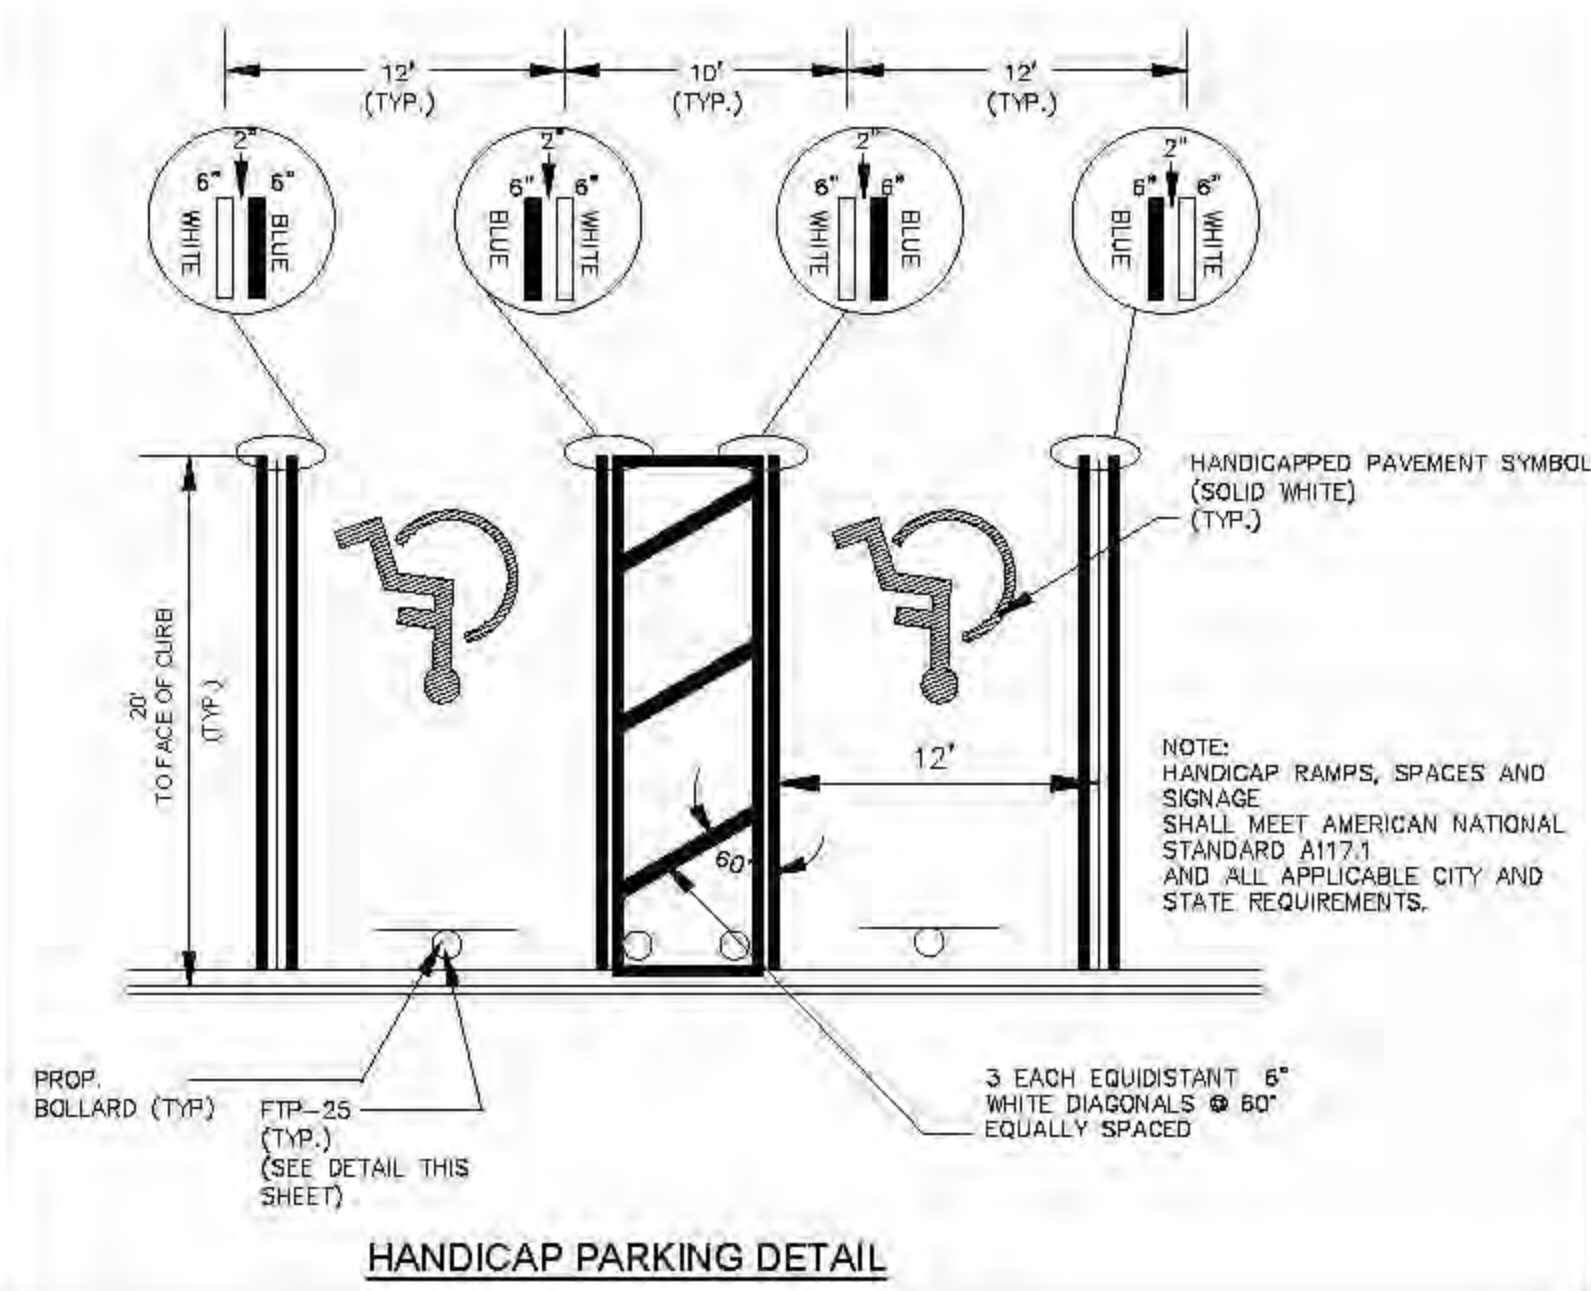 12' 10' 12'
(TYP.) (TYP.) (TYP.)
2" 2" 2" 2"
6" 6" 6" 6" 6" 6" 6" 6"
WHITE BLUE BLUE WHITE WHITE BLUE BLUE WHITE
HANDICAPPED PAVEMENT SYMBOL
(SOLID WHITE)
(TYP.)
20'
TO FACE OF CURB
(TYP.)
12'
60°
NOTE:
HANDICAP RAMPS, SPACES AND
SIGNAGE
SHALL MEET AMERICAN NATIONAL
STANDARD A117.1
AND ALL APPLICABLE CITY AND
STATE REQUIREMENTS.
PROP.
BOLLARD (TYP)
FTP-25
(TYP.)
(SEE DETAIL THIS
SHEET)
3 EACH EQUIDISTANT 6"
WHITE DIAGONALS @ 60°
EQUALLY SPACED
HANDICAP PARKING DETAIL